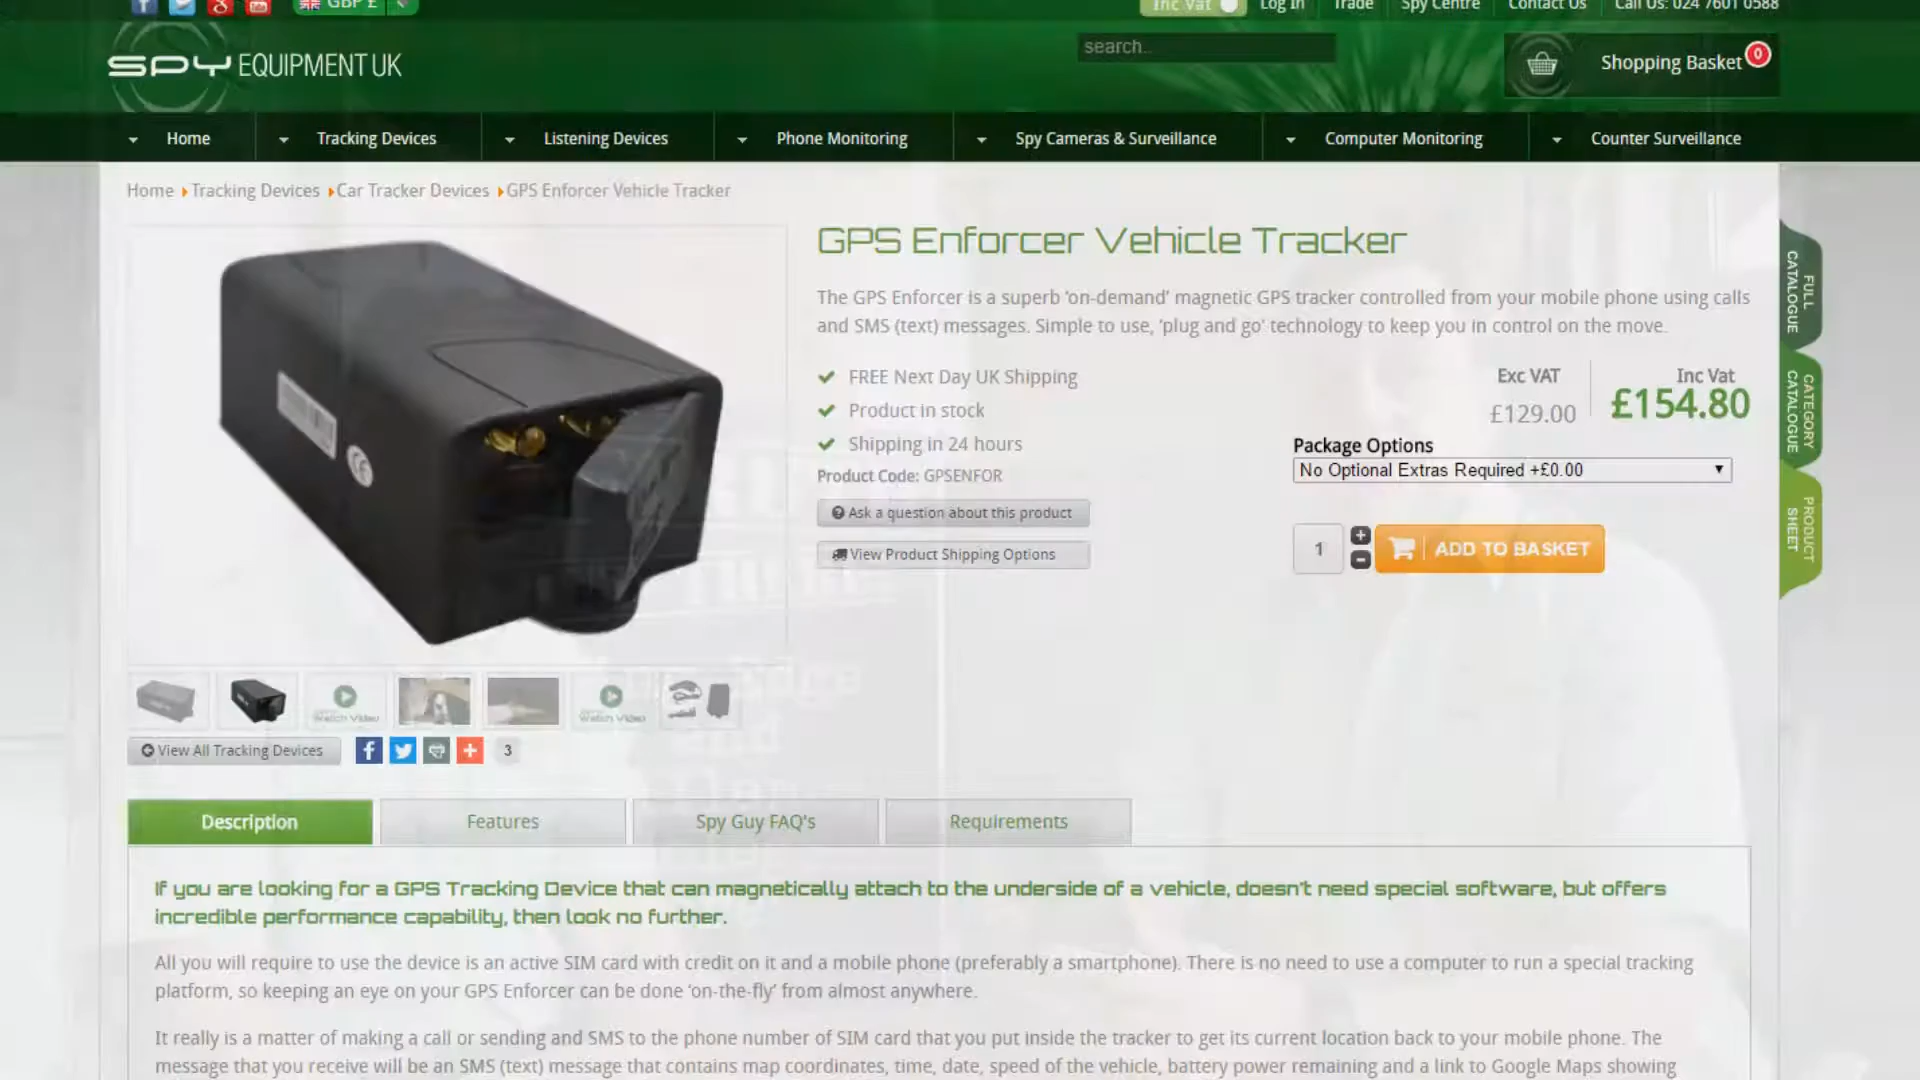 GBP £
Inc Vat
Log In
Trade
Spy Centre
Contact Us
Call Us: 024 7601 0588
SPY EQUIPMENT UK
search..
Shopping Basket 0
Home
Tracking Devices
Listening Devices
Phone Monitoring
Spy Cameras & Surveillance
Computer Monitoring
Counter Surveillance
Home Tracking Devices Car Tracker Devices GPS Enforcer Vehicle Tracker
GPS Enforcer Vehicle Tracker
The GPS Enforcer is a superb ‘on-demand’ magnetic GPS tracker controlled from your mobile phone using calls
and SMS (text) messages. Simple to use, ‘plug and go’ technology to keep you in control on the move.
FREE Next Day UK Shipping
Product in stock
Shipping in 24 hours
Product Code: GPSENFOR
Ask a question about this product
View Product Shipping Options
Exc VAT
£129.00
Inc Vat
£154.80
Package Options
No Optional Extras Required +£0.00
1
ADD TO BASKET
FULL
CATALOGUE
CATEGORY
CATALOGUE
PRODUCT
SHEET
Watch Video
Watch Video
View All Tracking Devices
3
Description
Features
Spy Guy FAQ's
Requirements
If you are looking for a GPS Tracking Device that can magnetically attach to the underside of a vehicle, doesn't need special software, but offers
incredible performance capability, then look no further.
All you will require to use the device is an active SIM card with credit on it and a mobile phone (preferably a smartphone). There is no need to use a computer to run a special tracking
platform, so keeping an eye on your GPS Enforcer can be done ‘on-the-fly’ from almost anywhere.
It really is a matter of making a call or sending and SMS to the phone number of SIM card that you put inside the tracker to get its current location back to your mobile phone. The
message that you receive will be an SMS (text) message that contains map coordinates, time, date, speed of the vehicle, battery power remaining and a link to Google Maps showing